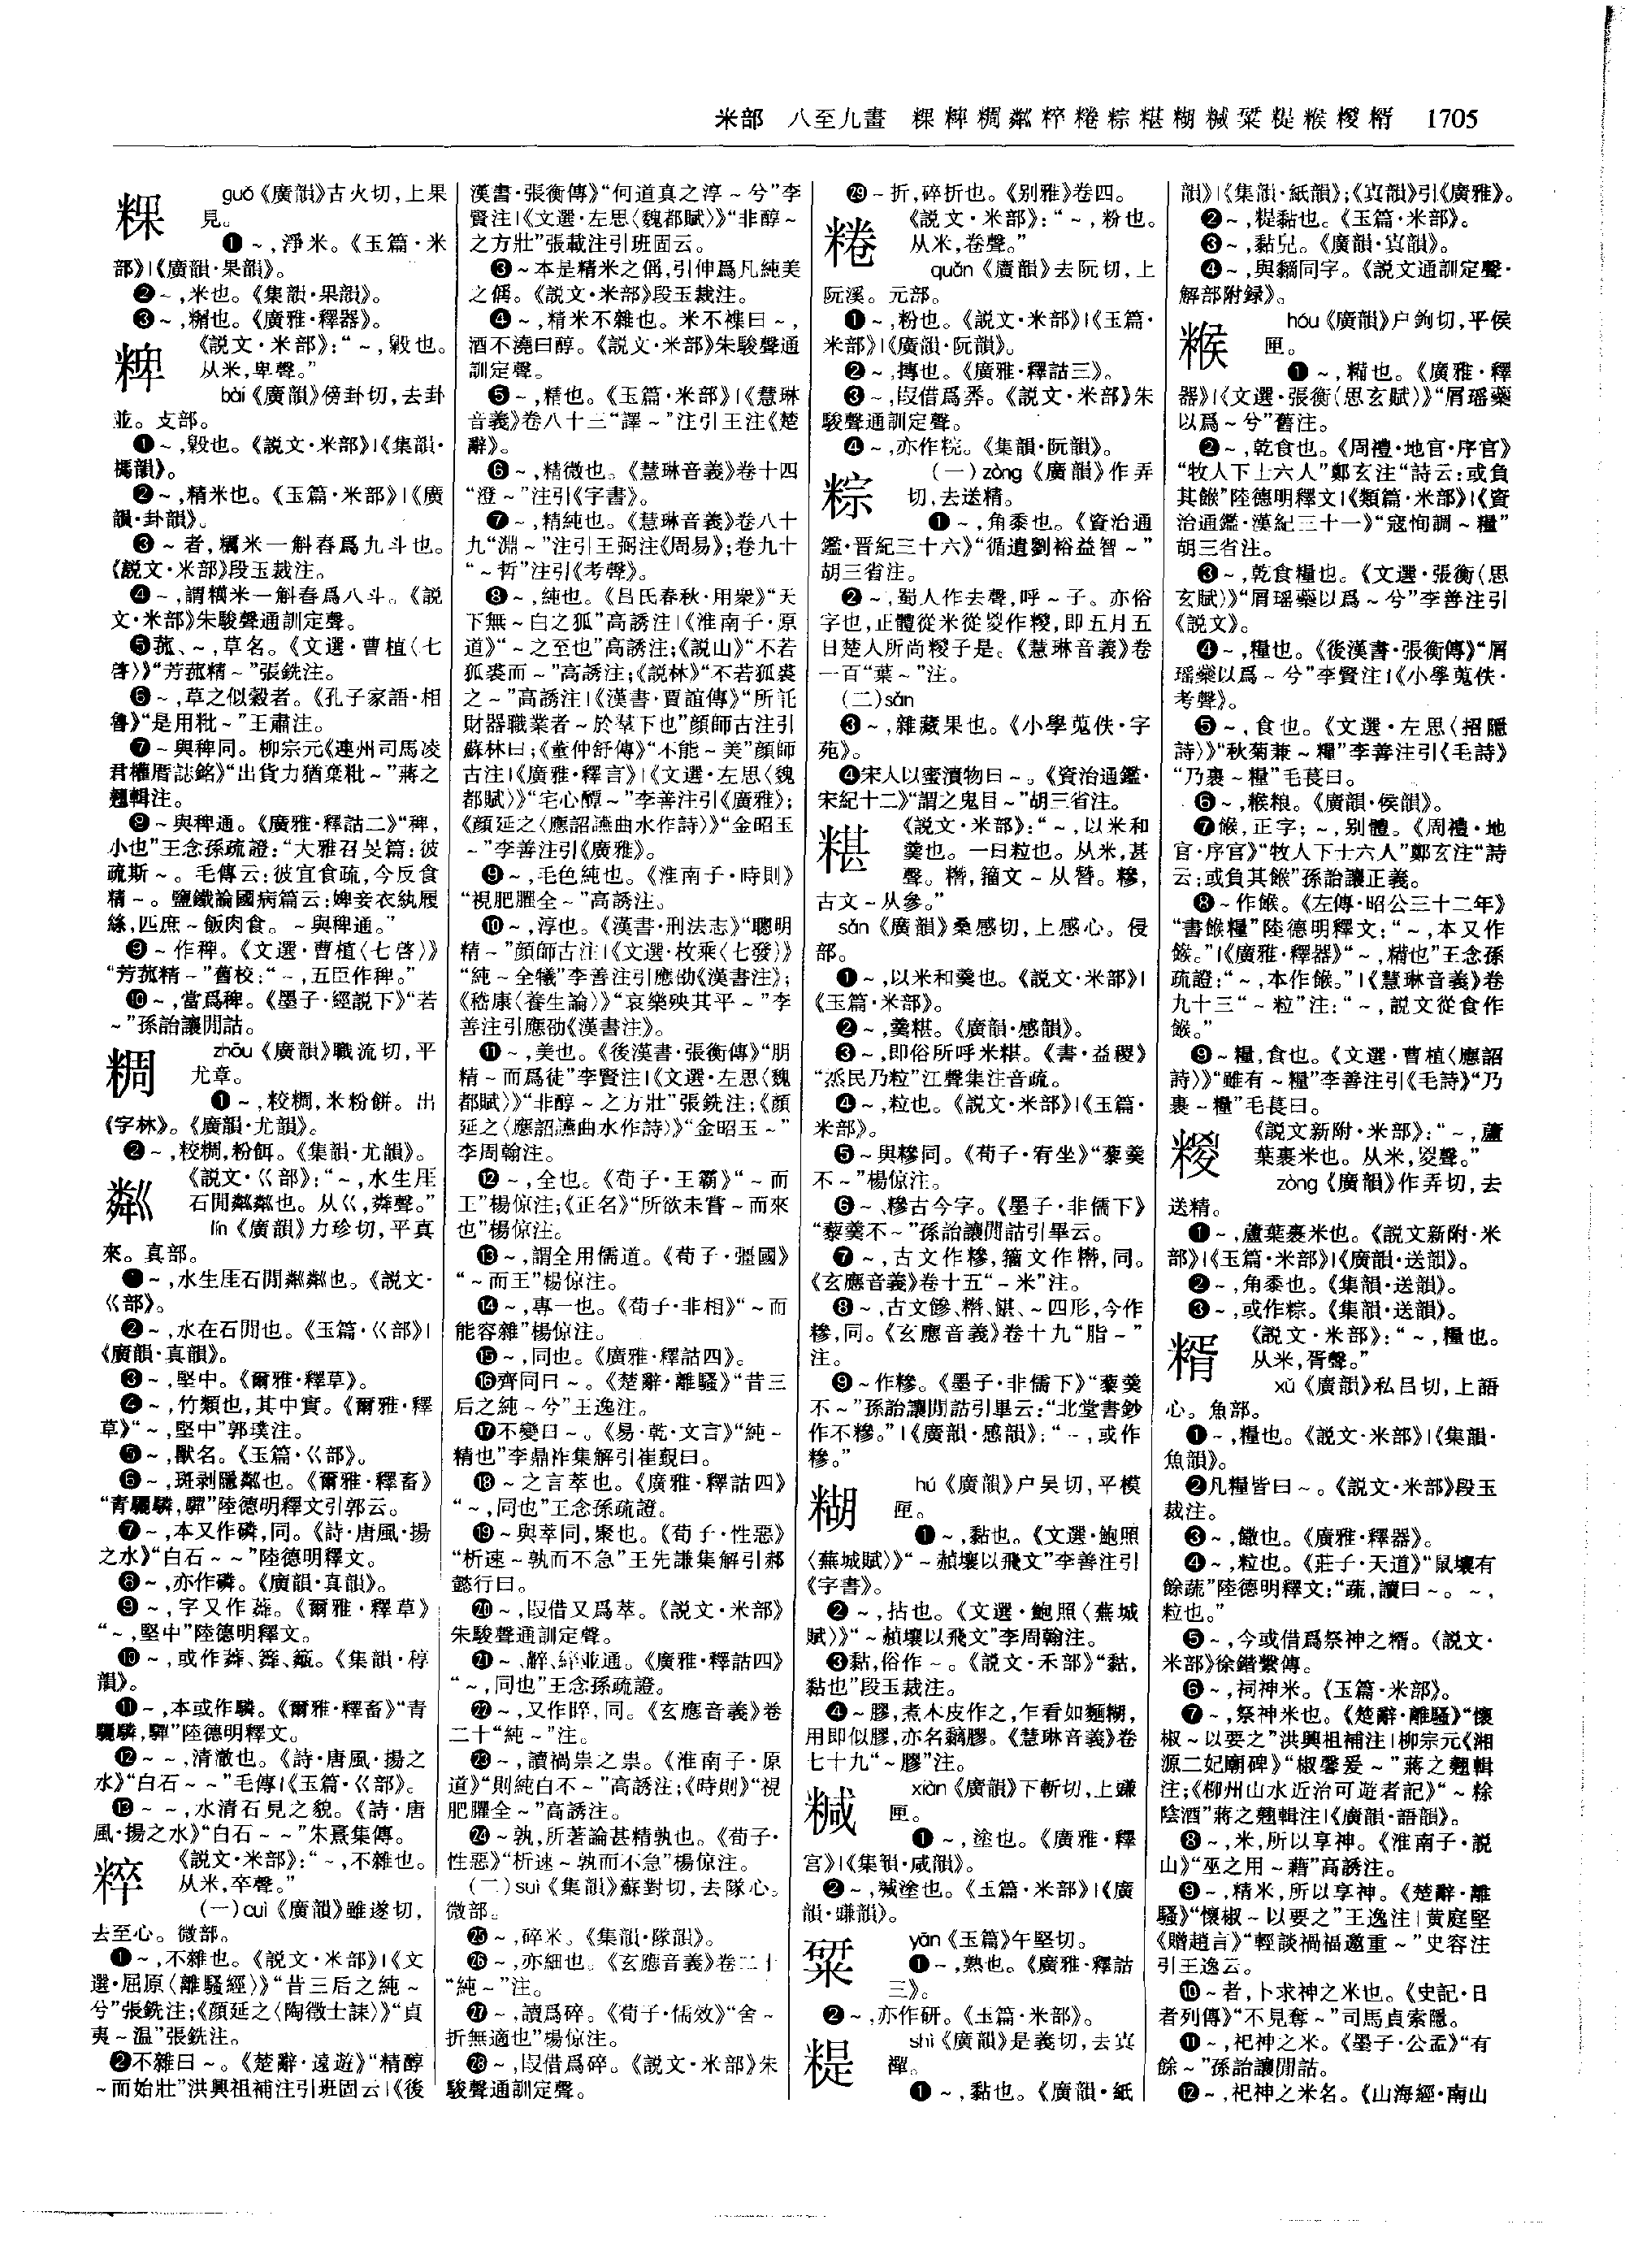 米部　八至九畫　粿粺粡粼粹粣粽糂糊䊹䊙䊓糇糉糈　1705
粿
guǒ《廣韻》古火切,上果
見。
❶～,淨米。《玉篇·米
部》|《廣韻·果韻》。
❷～,米也。《集韻·果韻》。
❸～,糏也。《廣雅·釋器》。
粺
《説文·米部》:“～,毇也。
从米,卑聲。”
bài《廣韻》傍卦切,去卦
並。支部。
❶～,毇也。《説文·米部》|《集韻·
禡韻》。
❷～,精米也。《玉篇·米部》|《廣
韻·卦韻》。
❸～者,糲米一斛舂爲九斗也。
《説文·米部》段玉裁注。
❹～,謂糲米一斛舂爲八斗。《説
文·米部》朱駿聲通訓定聲。
❺菰、～,草名。《文選·曹植〈七
啓〉》“芳菰精～”張銑注。
❻～,草之似穀者。《孔子家語·相
魯》“是用秕～”王肅注。
❼～與稗同。柳宗元《連州司馬凌
君權厝誌銘》“出貨力猶棄秕～”蔣之
翹輯注。
❽～與稗通。《廣雅·釋詁二》“稗,
小也”王念孫疏證:“大雅召旻篇:彼
疏斯～。毛傳云:彼宜食疏,今反食
精～。鹽鐵論國病篇云:婢妾衣紈履
絲,匹庶～飯肉食。～與稗通。”
❾～作稗。《文選·曹植〈七啓〉》
“芳菰精～”舊校:“～,五臣作稗。”
❿～,當爲稗。《墨子·經説下》“若
～”孫詒讓閒詁。
粡
zhōu《廣韻》職流切,平
尤章。
❶～,粆粡,米粉餅。出
《字林》。《廣韻·尤韻》。
❷～,粆粡,粉餌。《集韻·尤韻》。
粼
《説文·巜部》:“～,水生厓
石閒粼粼也。从巜,粦聲。”
lín《廣韻》力珍切,平真
來。真部。
❶～,水生厓石閒粼粼也。《説文·
巜部》。
❷～,水在石閒也。《玉篇·巜部》|
《廣韻·真韻》。
❸～,堅中。《爾雅·釋草》。
❹～,竹類也,其中實。《爾雅·釋
草》“～,堅中”郭璞注。
❺～,獸名。《玉篇·巜部》。
❻～,斑剥隱粼也。《爾雅·釋畜》
“青驪驎,驒”陸德明釋文引郭云。
❼～,本又作磷,同。《詩·唐風·揚
之水》“白石～～”陸德明釋文。
❽～,亦作磷。《廣韻·真韻》。
❾～,字又作䔖。《爾雅·釋草》
“～,堅中”陸德明釋文。
❿～,或作
韻》。
⓫～,本或作驎。《爾雅·釋畜》“青
驪驎,驒”陸德明釋文。
⓬～～,清澈也。《詩·唐風·揚之
水》“白石～～”毛傳|《玉篇·巜部》。
⓭～～,水清石見之貌。《詩·唐
風·揚之水》“白石～～”朱熹集傳。
粹
《説文·米部》:“～,不雜也。
从米,卒聲。”
(一)cuì《廣韻》雖遂切,
去至心。微部。
❶～,不雜也。《説文·米部》|《文
選·屈原〈離騷經〉》“昔三后之純～
兮”張銑注;《顔延之〈陶徵士誄〉》“貞
夷～温”張銑注。
❷不雜曰～。《楚辭·遠遊》“精醇
～而始壯”洪興祖補注引班固云|《後
漢書·張衡傳》“何道真之淳～兮”李
賢注|《文選·左思〈魏都賦〉》“非醇～
之方壯”張載注引班固云。
❸～本是精米之偁,引伸爲凡純美
之偁。《説文·米部》段玉裁注。
❹～,精米不雜也。米不襍曰～,
酒不澆曰醇。《説文·米部》朱駿聲通
訓定聲。
❺～,精也。《玉篇·米部》|《慧琳
音義》卷八十三“譯～”注引王注《楚
辭》。
❻～,精微也。《慧琳音義》卷十四
“澄～”注引《字書》。
❼～,精純也。《慧琳音義》卷八十
九“淵～”注引王弼注《周易》;卷九十
“～哲”注引《考聲》。
❽～,純也。《吕氏春秋·用衆》“天
下無～白之狐”高誘注|《淮南子·原
道》“～之至也”高誘注;《説山》“不若
狐裘而～”高誘注;《説林》“不若狐裘
之～”高誘注|《漢書·賈誼傳》“所託
財器職業者～於羣下也”顔師古注引
蘇林曰;《董仲舒傳》“不能～美”顔師
古注|《廣雅·釋言》|《文選·左思〈魏
都賦〉》“宅心醰～”李善注引《廣雅》;
《顔延之〈應詔讌曲水作詩〉》“金昭玉
～”李善注引《廣雅》。
❾～,毛色純也。《淮南子·時則》
“視肥臞全～”高誘注。
❿～,淳也。《漢書·刑法志》“聰明
精～”顔師古注|《文選·枚乘〈七發〉》
“純～全犧”李善注引應劭《漢書注》;
《嵇康〈養生論〉》“哀樂殃其平～”李
善注引應劭《漢書注》。
⓫～,美也。《後漢書·張衡傳》“朋
精～而爲徒”李賢注|《文選·左思〈魏
都賦〉》“非醇～之方壯”張銑注;《顔
延之〈應詔讌曲水作詩〉》“金昭玉～”
李周翰注。
⓬～,全也。《荀子·王霸》“～而
王”楊倞注;《正名》“所欲未嘗～而來
也”楊倞注。
⓭～,謂全用儒道。《荀子·彊國》
“～而王”楊倞注。
⓮～,專一也。《荀子·非相》“～而
能容雜”楊倞注。
⓯～,同也。《廣雅·釋詁四》。
⓰齊同曰～。《楚辭·離騷》“昔三
后之純～兮”王逸注。
⓱不變曰～。《易·乾·文言》“純～
精也”李鼎祚集解引崔覲曰。
⓲～之言萃也。《廣雅·釋詁四》
“～,同也”王念孫疏證。
⓳～與萃同,聚也。《荀子·性惡》
“析速～孰而不急”王先謙集解引郝
懿行曰。
⓴～,叚借又爲萃。《説文·米部》
朱駿聲通訓定聲。
㉑～、䘹、綷並通。《廣雅·釋詁四》
“～,同也”王念孫疏證。
㉒～,又作睟,同。《玄應音義》卷
二十“純～”注。
㉓～,讀禍祟之祟。《淮南子·原
道》“則純白不～”高誘注;《時則》“視
肥臞全～”高誘注。
㉔～孰,所著論甚精孰也。《荀子·
性惡》“析速～孰而不急”楊倞注。
(二)suì《集韻》蘇對切,去隊心。
微部。
㉕～,碎米。《集韻·隊韻》。
㉖～,亦細也。《玄應音義》卷二十
“純～”注。
㉗～,讀爲碎。《荀子·儒效》“舍～
折無適也”楊倞注。
㉘～,叚借爲碎。《説文·米部》朱
駿聲通訓定聲。
㉙～折,碎折也。《别雅》卷四。
《説文·米部》:“～,粉也。
从米,卷聲。”
quǎn《廣韻》去阮切,上
阮溪。元部。
❶～,粉也。《説文·米部》|《玉篇·
米部》|《廣韻·阮韻》。
❷～,摶也。《廣雅·釋詁三》。
❸～,叚借爲𢍏。《説文·米部》朱
駿聲通訓定聲。
❹～,亦作䊎。《集韻·阮韻》。
粽
(一)zòng《廣韻》作弄
切,去送精。
❶～,角黍也。《資治通
鑑·晋紀三十六》“循遺劉裕益智～”
胡三省注。
❷～,蜀人作去聲,呼～子。亦俗
字也,正體從米從㚇作糉,即五月五
日楚人所尚糉子是。《慧琳音義》卷
一百“葉～”注。
(二)sǎn
❸～,雜藏果也。《小學蒐佚·字
苑》。
❹宋人以蜜漬物曰～。《資治通鑑·
宋紀十二》“謂之鬼目～”胡三省注。
糂
《説文·米部》:“～,以米和
羹也。一曰粒也。从米,甚
聲。糣,籀文～从朁。糝,
古文～从參。”
sǎn《廣韻》桑感切,上感心。侵
部。
❶～,以米和羹也。《説文·米部》|
《玉篇·米部》。
❷～,羹糂。《廣韻·感韻》。
❸～,即俗所呼米糂。《書·益稷》
“烝民乃粒”江聲集注音疏。
❹～,粒也。《説文·米部》|《玉篇·
米部》。
❺～與糝同。《荀子·宥坐》“藜羹
不～”楊倞注。
❻～、糝古今字。《墨子·非儒下》
“藜羹不～”孫詒讓閒詁引畢云。
❼～,古文作糝,籀文作糣,同。
《玄應音義》卷十五“～米”注。
❽～,古文䅟、糣、䤾、～四形,今作
糝,同。《玄應音義》卷十九“脂～”
注。
❾～作糝。《墨子·非儒下》“藜羹
不～”孫詒讓閒詁引畢云:“北堂書鈔
作不糝。”|《廣韻·感韻》:“～,或作
糝。”
糊
hú《廣韻》户吴切,平模
匣。
❶～,黏也。《文選·鮑照
〈蕪城賦〉》“～頳壤以飛文”李善注引
《字書》。
❷～,拈也。《文選·鮑照〈蕪城
賦〉》“～頳壤以飛文”李周翰注。
❸黏,俗作～。《説文·禾部》“黏,
黏也”段玉裁注。
❹～膠,煮木皮作之,乍看如麵糊,
用即似膠,亦名䊀膠。《慧琳音義》卷
七十九“～膠”注。
xiàn《廣韻》下斬切,上豏
匣。
❶～,塗也。《廣雅·釋
宫》|《集韻·咸韻》。
❷～,䊹塗也。《玉篇·米部》|《廣
韻·豏韻》。
yán《玉篇》午堅切。
❶～,熟也。《廣雅·釋詁
三》。
❷～,亦作研。《玉篇·米部》。
shì《廣韻》是義切,去寘
禪。
❶～,黏也。《廣韻·紙
韻》|《集韻·紙韻》;《寘韻》引《廣雅》。
❷～,䊓黏也。《玉篇·米部》。
❸～,黏皃。《廣韻·寘韻》。
❹～,與䵒同字。《説文通訓定聲·
解部附録》。
糇
hóu《廣韻》户鉤切,平侯
匣。
❶～,糒也。《廣雅·釋
器》|《文選·張衡〈思玄賦〉》“屑瑶蘂
以爲～兮”舊注。
❷～,乾食也。《周禮·地官·序官》
“牧人下士六人”鄭玄注“詩云:或負
其餱”陸德明釋文|《類篇·米部》|《資
治通鑑·漢紀三十一》“寇恂調～糧”
胡三省注。
❸～,乾食糧也。《文選·張衡〈思
玄賦〉》“屑瑶蘂以爲～兮”李善注引
《説文》。
❹～,糧也。《後漢書·張衡傳》“屑
瑶蘂以爲～兮”李賢注|《小學蒐佚·
考聲》。
❺～,食也。《文選·左思〈招隱
詩〉》“秋菊兼～糧”李善注引《毛詩》
“乃裹～糧”毛萇曰。
❻～,糇粮。《廣韻·侯韻》。
❼餱,正字;～,别體。《周禮·地
官·序官》“牧人下士六人”鄭玄注“詩
云:或負其餱”孫詒讓正義。
❽～作餱。《左傳·昭公三十二年》
“書餱糧”陸德明釋文:“～,本又作
餱。”|《廣雅·釋器》“～,糒也”王念孫
疏證:“～,本作餱。”|《慧琳音義》卷
九十三“～粒”注:“～,説文從食作
餱。”
❾～糧,食也。《文選·曹植〈應詔
詩〉》“雖有～糧”李善注引《毛詩》“乃
裹～糧”毛萇曰。
糉
《説文新附·米部》:“～,蘆
葉裹米也。从米,㚇聲。”
zòng《廣韻》作弄切,去
送精。
❶～,蘆葉裹米也。《説文新附·米
部》|《玉篇·米部》|《廣韻·送韻》。
❷～,角黍也。《集韻·送韻》。
❸～,或作粽。《集韻·送韻》。
糈
《説文·米部》:“～,糧也。
从米,胥聲。”
xǔ《廣韻》私吕切,上語
心。魚部。
❶～,糧也。《説文·米部》|《集韻·
魚韻》。
❷凡糧皆曰～。《説文·米部》段玉
裁注。
❸～,饊也。《廣雅·釋器》。
❹～,粒也。《莊子·天道》“鼠壤有
餘蔬”陸德明釋文:“蔬,讀曰～。～,
粒也。”
❺～,今或借爲祭神之糈。《説文·
米部》徐鍇繫傳。
❻～,祠神米。《玉篇·米部》。
❼～,祭神米也。《楚辭·離騷》“懷
椒～以要之”洪興祖補注|柳宗元《湘
源二妃廟碑》“椒馨爰～”蔣之翹輯
注;《柳州山水近治可遊者記》“～稌
陰酒”蔣之翹輯注|《廣韻·語韻》。
❽～,米,所以享神。《淮南子·説
山》“巫之用～藉”高誘注。
❾～,精米,所以享神。《楚辭·離
騷》“懷椒～以要之”王逸注|黄庭堅
《贈趙言》“輕談禍福邀重～”史容注
引王逸云。
❿～者,卜求神之米也。《史記·日
者列傳》“不見奪～”司馬貞索隱。
⓫～,祀神之米。《墨子·公孟》“有
餘～”孫詒讓閒詁。
⓬～,祀神之米名。《山海經·南山